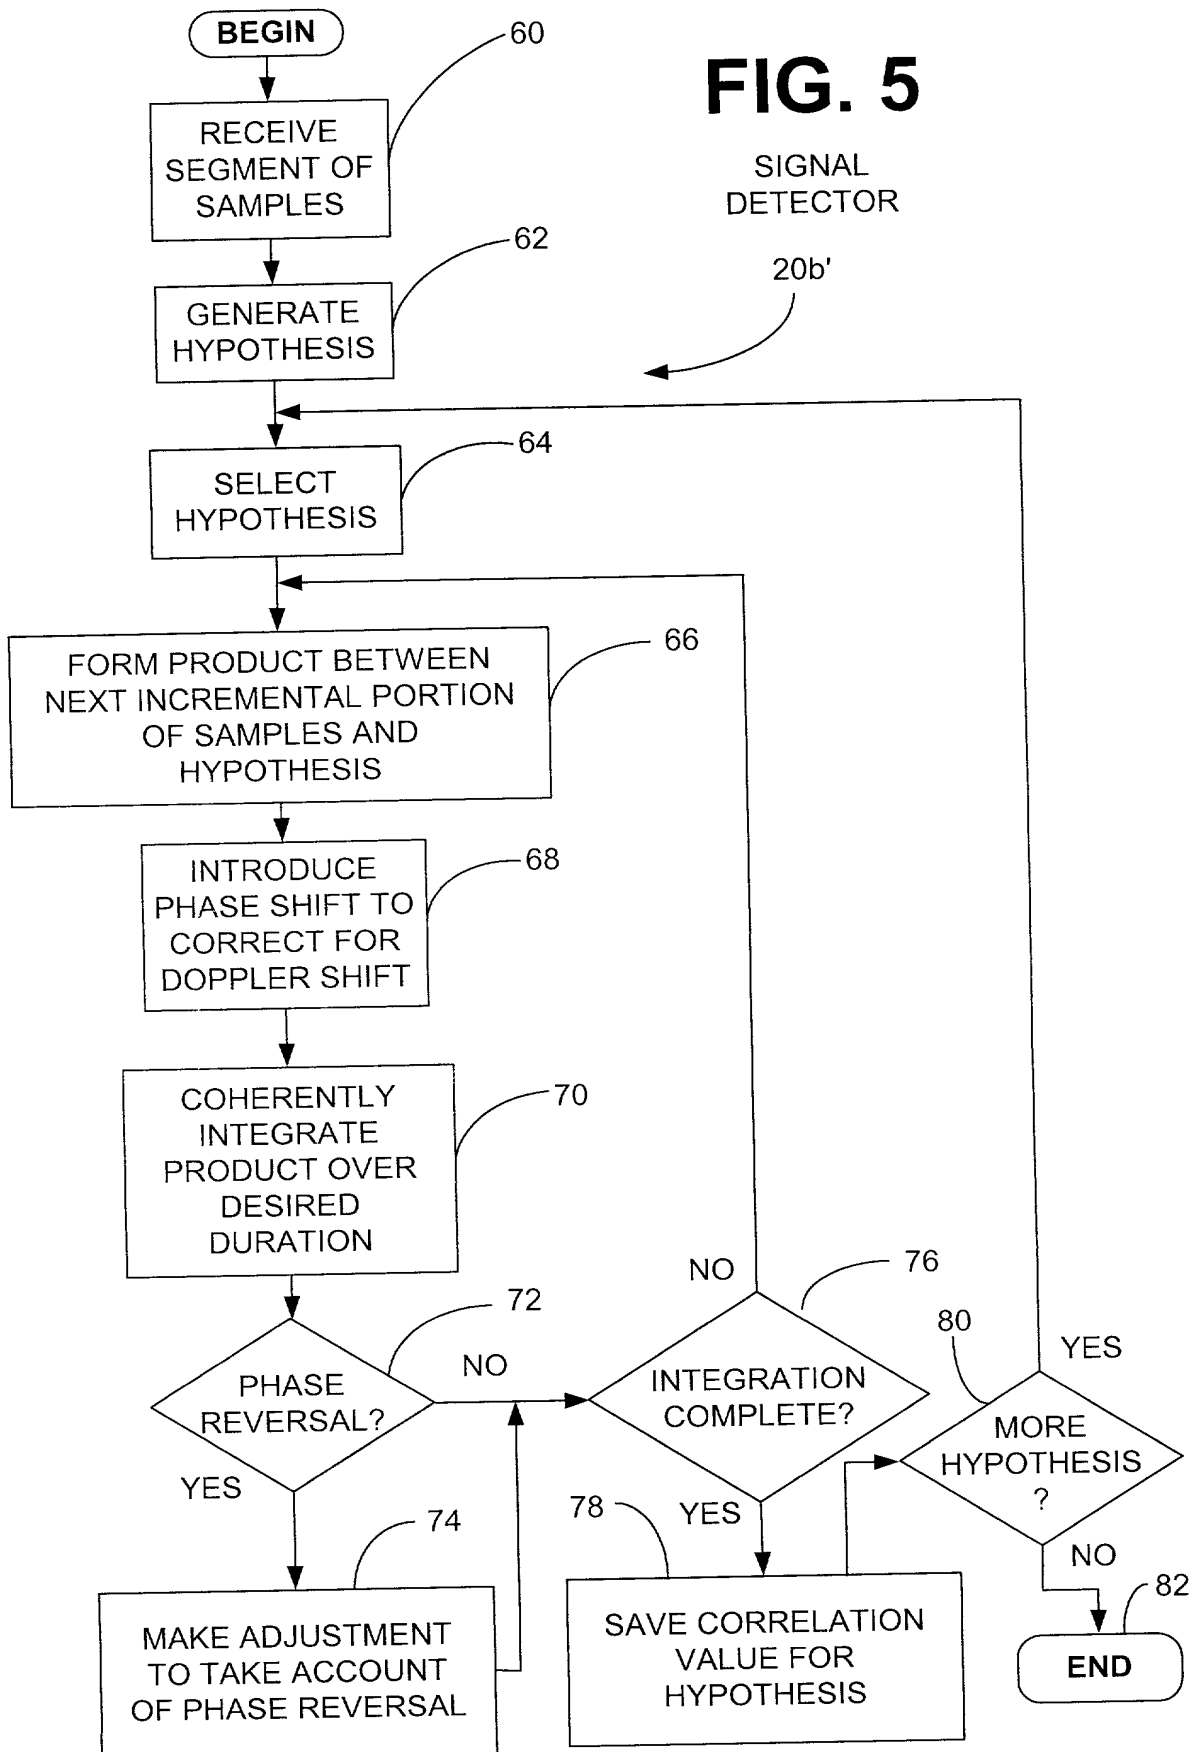 BEGIN
60
FIG. 5
RECEIVE
SEGMENT OF
SAMPLES
SIGNAL
DETECTOR
62
20b'
GENERATE
HYPOTHESIS
64
SELECT
HYPOTHESIS
66
FORM PRODUCT BETWEEN
NEXT INCREMENTAL PORTION
OF SAMPLES AND
HYPOTHESIS
68
INTRODUCE
PHASE SHIFT TO
CORRECT FOR
DOPPLER SHIFT
70
COHERENTLY
INTEGRATE
PRODUCT OVER
DESIRED
DURATION
72
PHASE
REVERSAL?
NO
YES
74
MAKE ADJUSTMENT
TO TAKE ACCOUNT
OF PHASE REVERSAL
NO
76
INTEGRATION
COMPLETE?
YES
78
SAVE CORRELATION
VALUE FOR
HYPOTHESIS
80
YES
MORE
HYPOTHESIS
?
NO
82
END